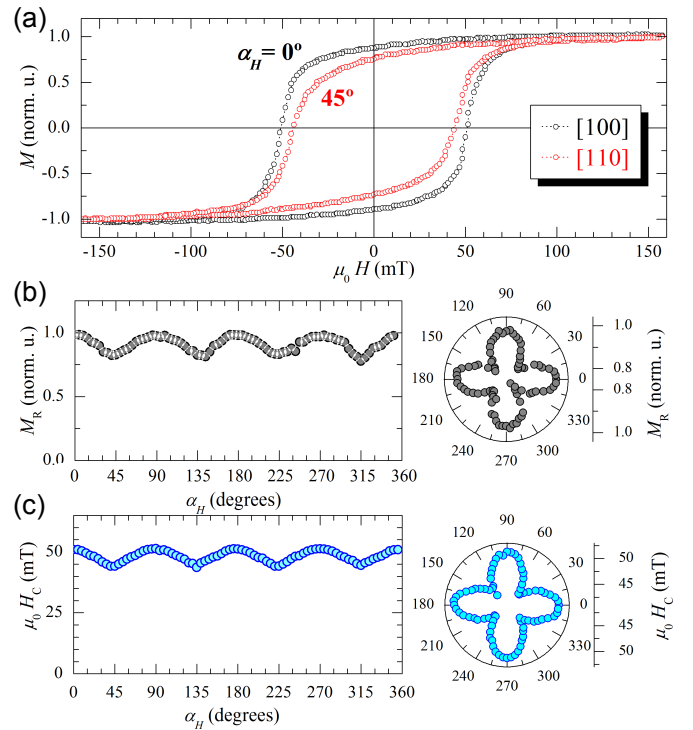 (a)
M (norm. u.)
1.0
0.5
0.0
-0.5
-1.0
α_H = 0º
45º
[100]
[110]
-150 -100 -50 0 50 100 150
μ₀ H (mT)
(b)
M_R (norm. u.)
1.0
0.5
0.0
0 45 90 135 180 225 270 315 360
α_H (degrees)
90
120 60
150 30
180 0
210 330
240 300
270
1.0
0.8
0.8
1.0
M_R (norm. u.)
(c)
μ₀ H_C (mT)
50
25
0
0 45 90 135 180 225 270 315 360
α_H (degrees)
90
120 60
150 30
180 0
210 330
240 300
270
50
45
45
50
μ₀ H_C (mT)